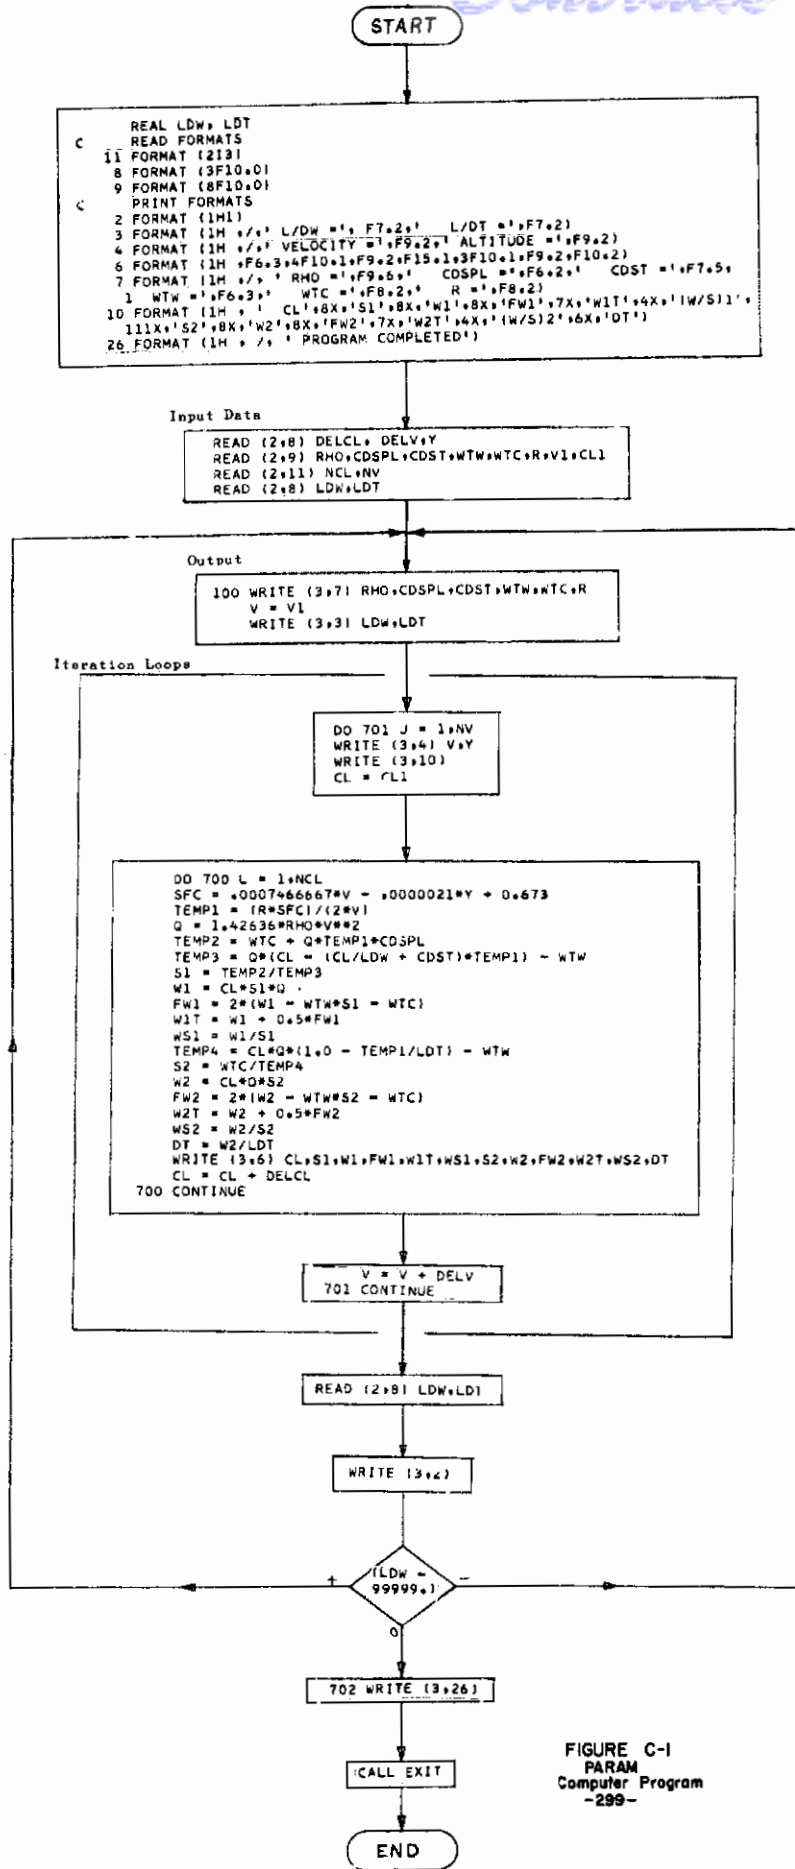 START
REAL LDW, LDT
C READ FORMATS
11 FORMAT (2I3)
8 FORMAT (3F10.0)
9 FORMAT (8F10.0)
C PRINT FORMATS
2 FORMAT (1H1)
3 FORMAT (1H ,/,' L/DW =', F7.2,' L/DT =',F7.2)
4 FORMAT (1H ,/,' VELOCITY =',F9.2,' ALTITUDE =',F9.2)
6 FORMAT (1H ,F6.3,4F10.1,F9.2,F15.1,3F10.1,F9.2,F10.2)
7 FORMAT (1H ,/, ' RHO =',F9.6,' CDSPL =',F6.2,' CDST =',F7.5,
1 WTW =',F6.3,' WTC =',F8.2,' R =',F8.2)
10 FORMAT (1H , ' CL',8X,'S1',8X,'W1',8X,'FW1',7X,'W1T',4X,'(W/S)1',
111X,'S2',8X,'W2',8X,'FW2',7X,'W2T',4X,'(W/S)2',6X,'DT')
26 FORMAT (1H , /, ' PROGRAM COMPLETED')
Input Data
READ (2,8) DELCL, DELV,Y
READ (2,9) RHO,CDSPL,CDST,WTW,WTC,R,V1,CL1
READ (2,11) NCL,NV
READ (2,8) LDW,LDT
Output
100 WRITE (3,7) RHO,CDSPL,CDST,WTW,WTC,R
V = V1
WRITE (3,3) LDW,LDT
Iteration Loops
DO 701 J = 1,NV
WRITE (3,4) V,Y
WRITE (3,10)
CL = CL1
DO 700 L = 1,NCL
SFC = .0007466667*V - .0000021*Y + 0.673
TEMP1 = (R*SFC)/(2*V)
Q = 1.42636*RHO*V**2
TEMP2 = WTC + Q*TEMP1*CDSPL
TEMP3 = Q*(CL - (CL/LDW + CDST)*TEMP1) - WTW
S1 = TEMP2/TEMP3
W1 = CL*S1*Q
FW1 = 2*(W1 - WTW*S1 - WTC)
W1T = W1 + 0.5*FW1
WS1 = W1/S1
TEMP4 = CL*Q*(1.0 - TEMP1/LDT) - WTW
S2 = WTC/TEMP4
W2 = CL*Q*S2
FW2 = 2*(W2 - WTW*S2 - WTC)
W2T = W2 + 0.5*FW2
WS2 = W2/S2
DT = W2/LDT
WRITE (3,6) CL,S1,W1,FW1,W1T,WS1,S2,W2,FW2,W2T,WS2,DT
CL = CL + DELCL
700 CONTINUE
V = V + DELV
701 CONTINUE
READ (2,8) LDW,LDT
WRITE (3,2)
+ (LDW - -
99999.)
0
702 WRITE (3,26)
CALL EXIT
END
FIGURE C-1
PARAM
Computer Program
-299-